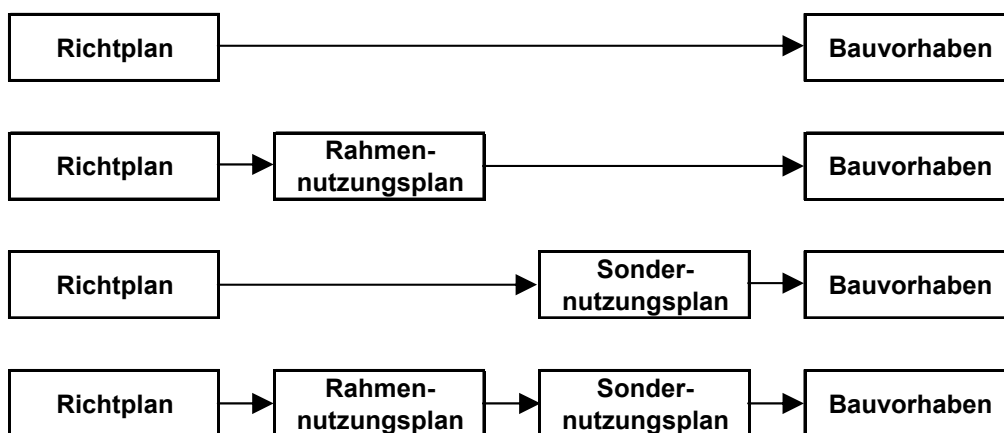 Richtplan
Bauvorhaben
Richtplan
Rahmen-
nutzungsplan
Bauvorhaben
Richtplan
Sonder-
nutzungsplan
Bauvorhaben
Richtplan
Rahmen-
nutzungsplan
Sonder-
nutzungsplan
Bauvorhaben